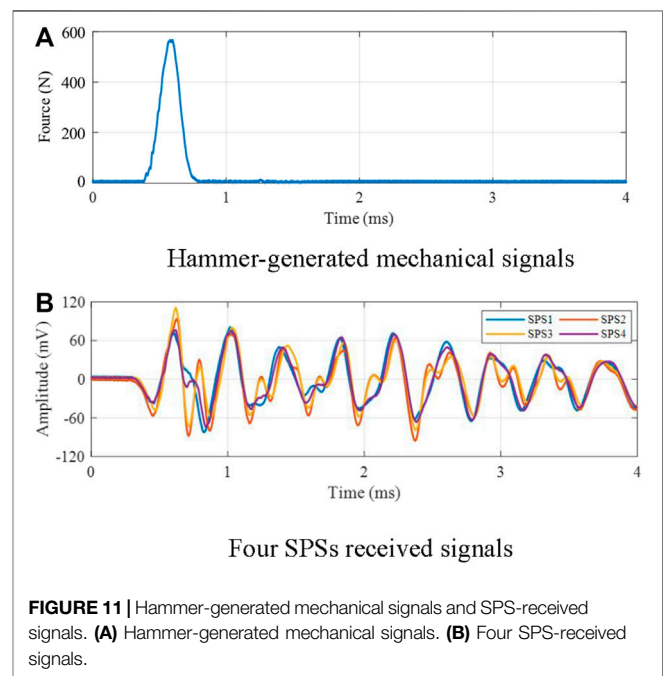 A
600
400
200
0
Fource (N)
0 1 2 3 4
Time (ms)
Hammer-generated mechanical signals
B
120
60
0
-60
-120
Amplitude (mV)
SPS1 SPS2
SPS3 SPS4
0 1 2 3 4
Time (ms)
Four SPSs received signals
FIGURE 11 | Hammer-generated mechanical signals and SPS-received
signals. (A) Hammer-generated mechanical signals. (B) Four SPS-received
signals.